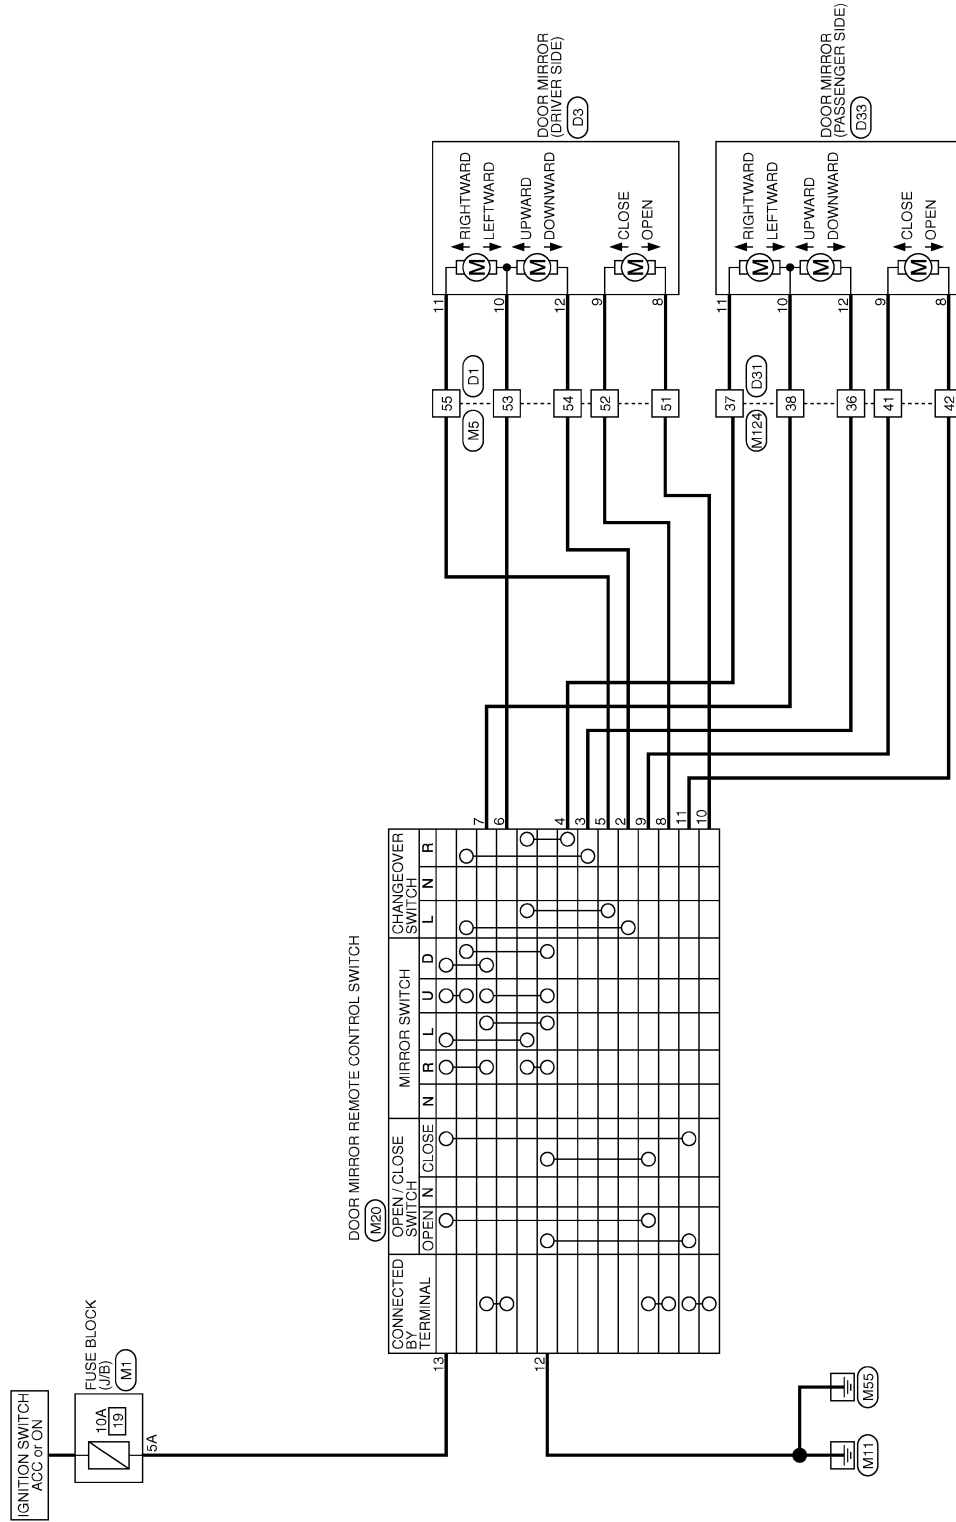 IGNITION SWITCH
ACC or ON
FUSE BLOCK
(J/B)
M1
10A
19
5A
DOOR MIRROR REMOTE CONTROL SWITCH
M20
CONNECTED
BY
TERMINAL
OPEN / CLOSE
SWITCH
OPEN N CLOSE
MIRROR SWITCH
N R L U D
CHANGEOVER
SWITCH
L N R
13
12
7
6
4
3
5
2
9
8
11
10
M11
M55
55
53
54
52
51
M5
D1
37
38
36
41
42
M124
D31
11
10
12
9
8
M
M
M
RIGHTWARD
LEFTWARD
UPWARD
DOWNWARD
CLOSE
OPEN
DOOR MIRROR
(DRIVER SIDE)
D3
11
10
12
9
8
M
M
M
RIGHTWARD
LEFTWARD
UPWARD
DOWNWARD
CLOSE
OPEN
DOOR MIRROR
(PASSENGER SIDE)
D33